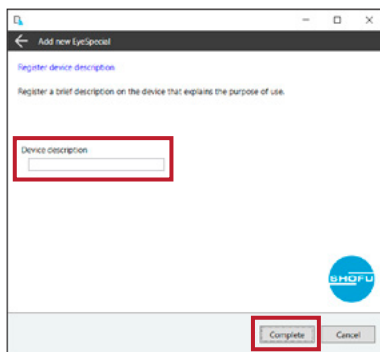 Add new EyeSpecial
Register device description
Register a brief description on the device that explains the purpose of use.
Device description
SHOFU
Complete
Cancel